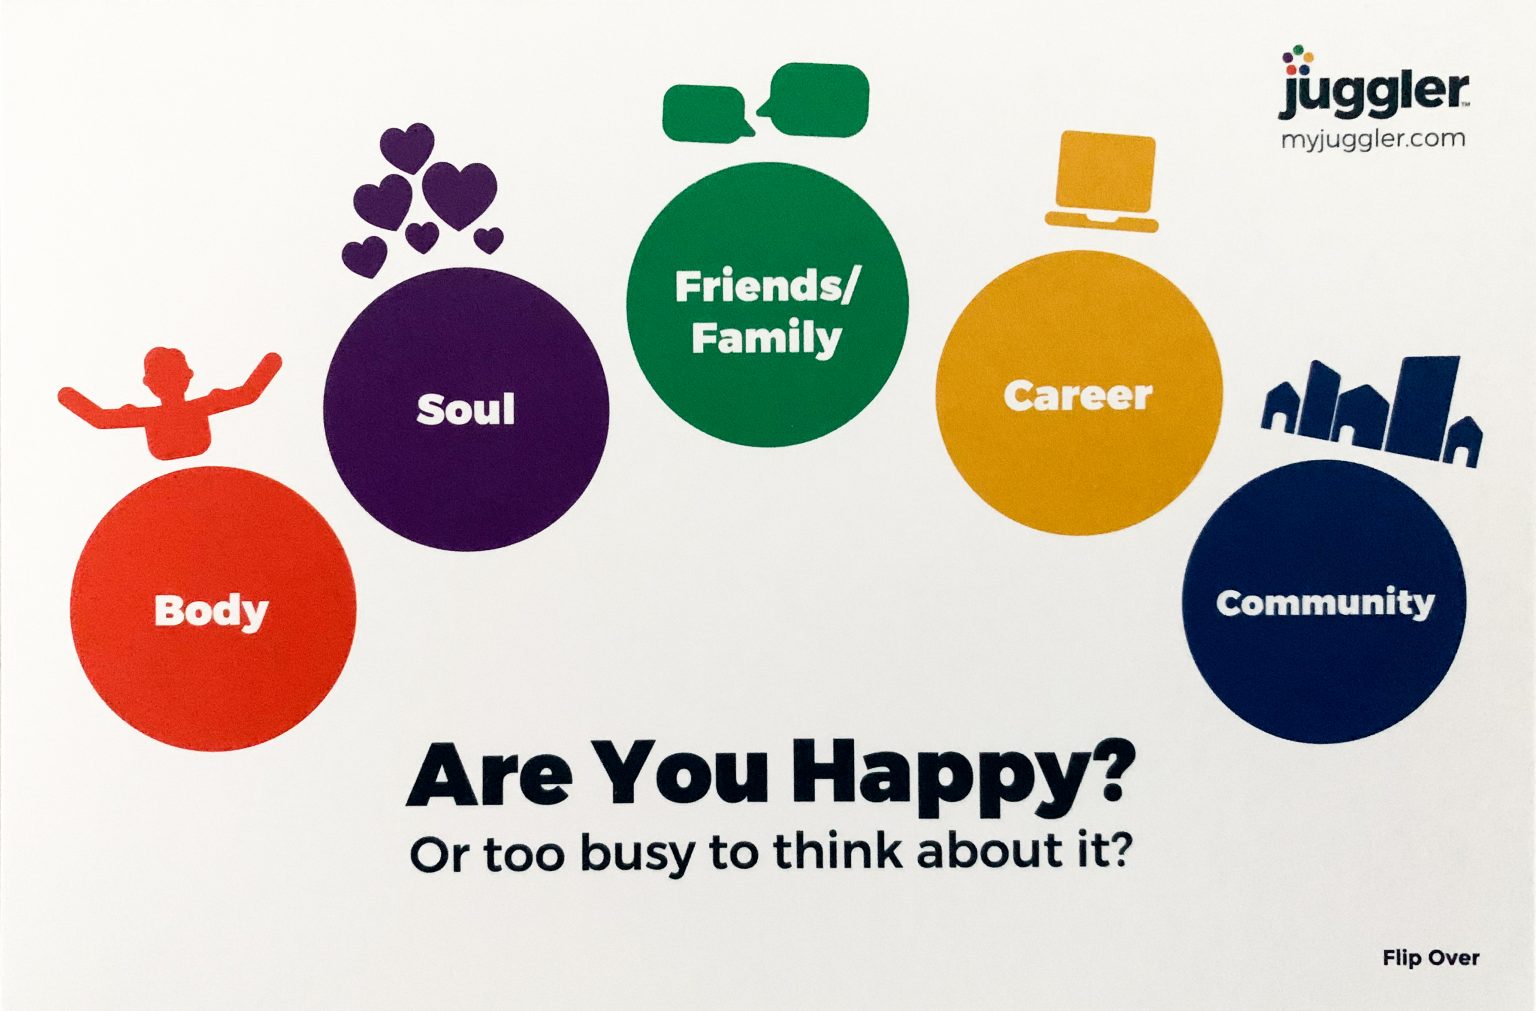 juggler™
myjuggler.com
Friends/
Family
Career
Soul
Body
Community
Are You Happy?
Or too busy to think about it?
Flip Over